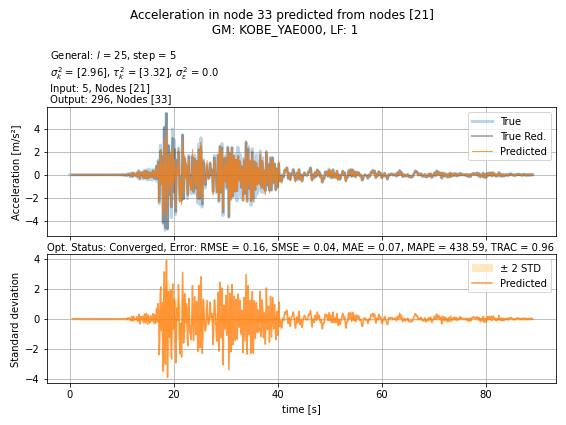 Acceleration in node 33 predicted from nodes [21]
GM: KOBE_YAE000, LF: 1
General: l = 25, step = 5
σ²ₖ = [2.96], τ²ₖ = [3.32], σ²ε = 0.0
Input: 5, Nodes [21]
Output: 296, Nodes [33]
Acceleration [m/s²]
4
2
0
−2
−4
True
True Red.
Predicted
Opt. Status: Converged, Error: RMSE = 0.16, SMSE = 0.04, MAE = 0.07, MAPE = 438.59, TRAC = 0.96
Standard deviation
4
2
0
−2
−4
± 2 STD
Predicted
0 20 40 60 80
time [s]